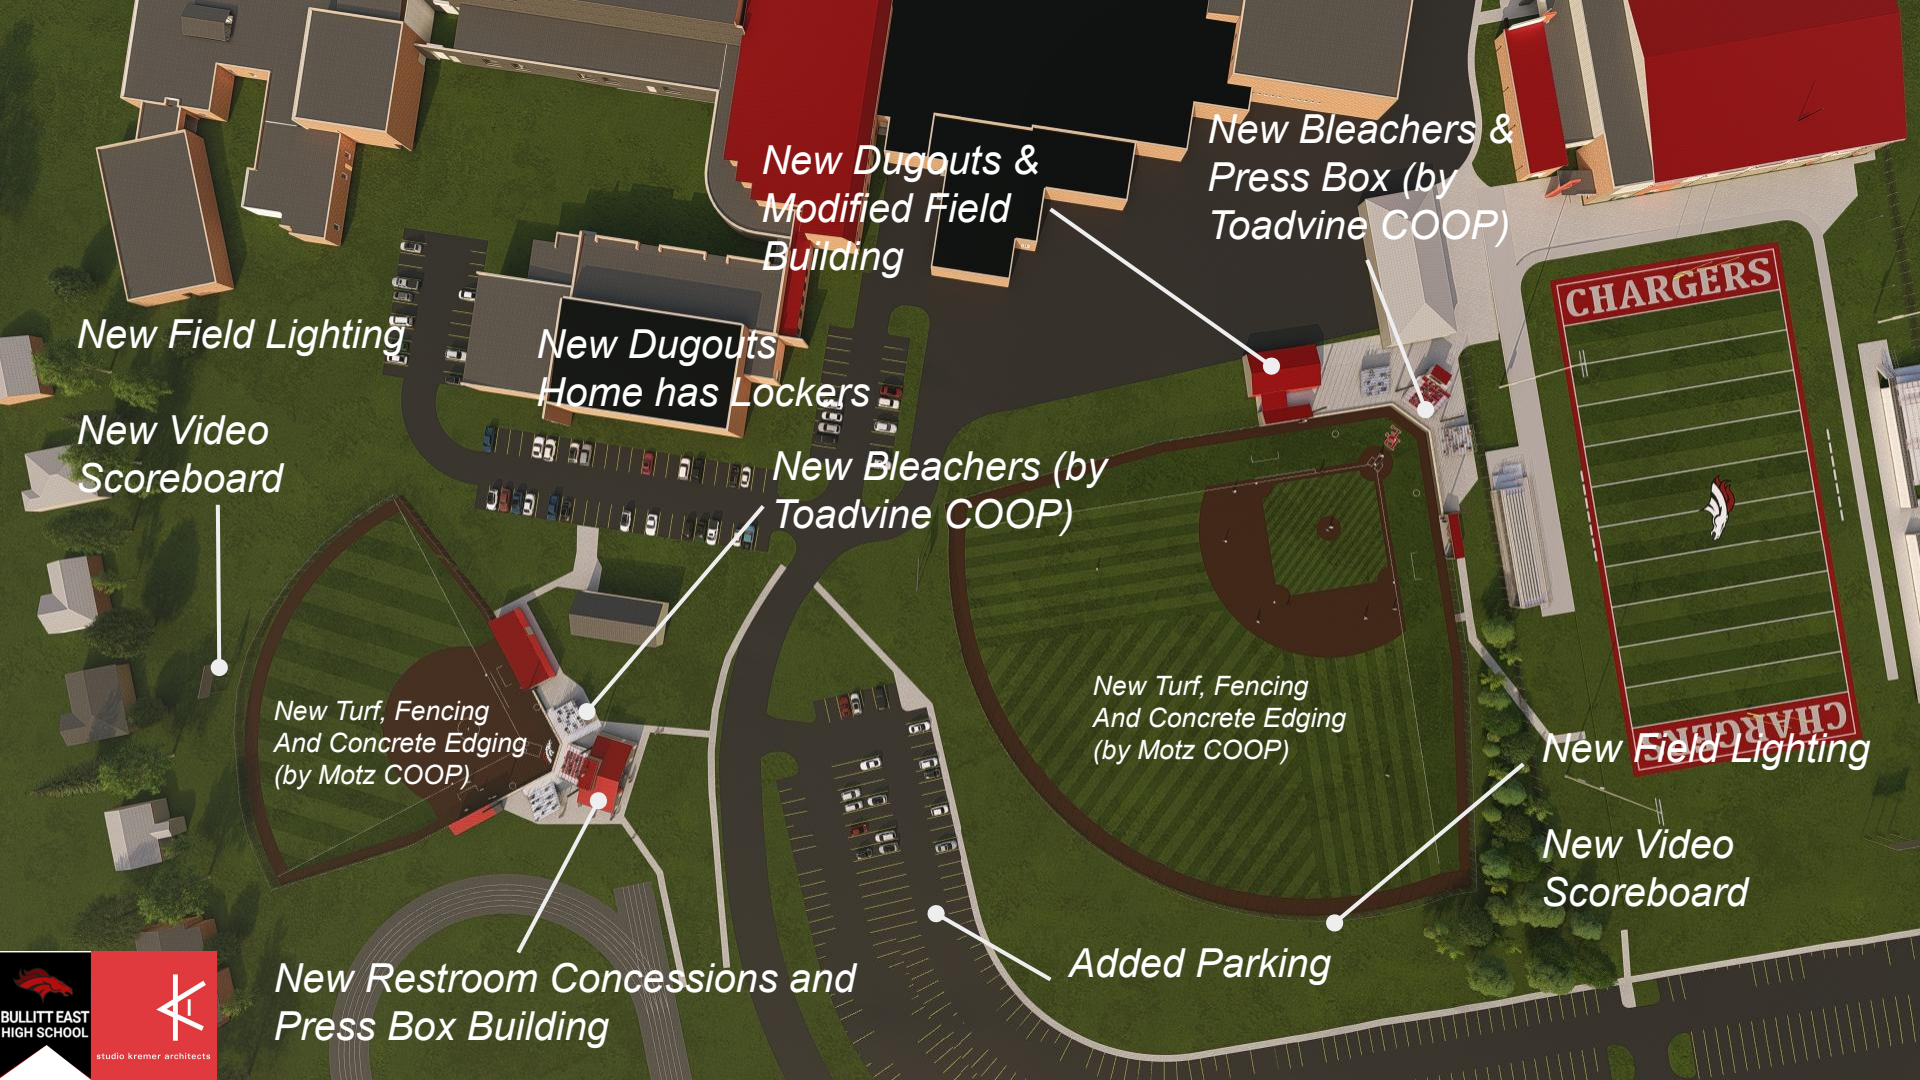 New Bleachers &
Press Box (by
Toadvine COOP)
New Dugouts &
Modified Field
Building
CHARGERS
New Field Lighting
New Dugouts
Home has Lockers
New Video
Scoreboard
New Bleachers (by
Toadvine COOP)
New Turf, Fencing
And Concrete Edging
(by Motz COOP)
New Turf, Fencing
And Concrete Edging
(by Motz COOP)
CHARGERS
New Field Lighting
New Video
Scoreboard
Added Parking
New Restroom Concessions and
Press Box Building
BULLITT EAST
HIGH SCHOOL
studio kremer architects